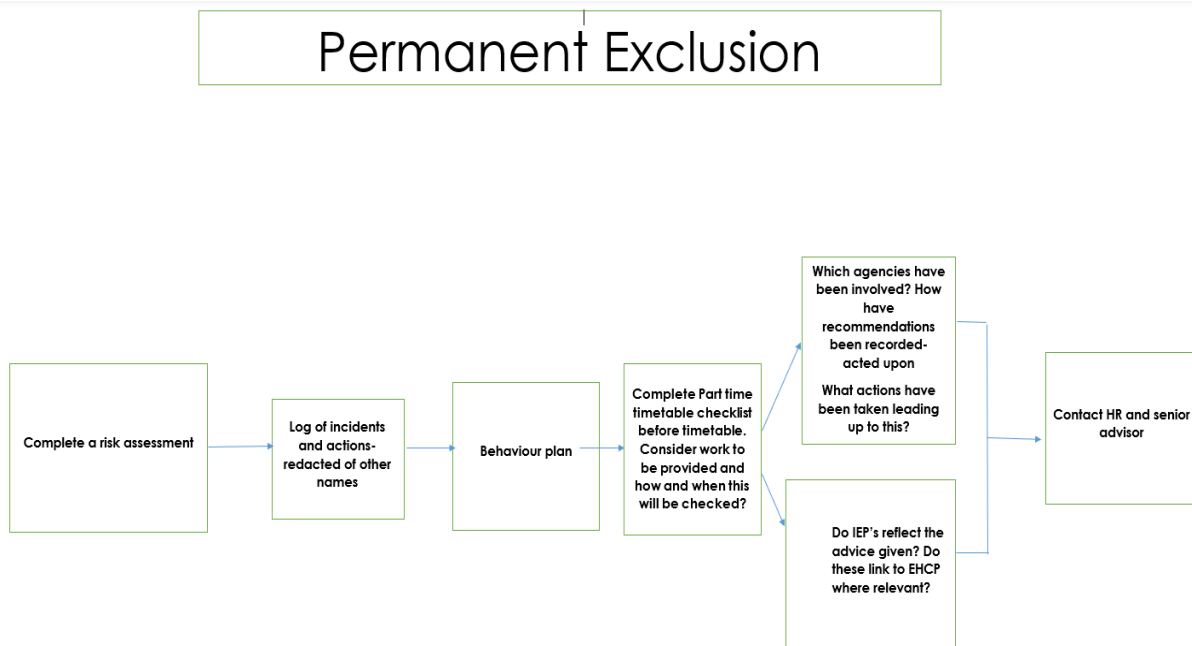 Permanent Exclusion
Complete a risk assessment
Log of incidents
and actions-
redacted of other
names
Behaviour plan
Complete Part time
timetable checklist
before timetable.
Consider work to
be provided and
how and when this
will be checked?
Which agencies have
been involved? How
have
recommendations
been recorded-
acted upon
What actions have
been taken leading
up to this?
Do IEP's reflect the
advice given? Do
these link to EHCP
where relevant?
Contact HR and senior
advisor